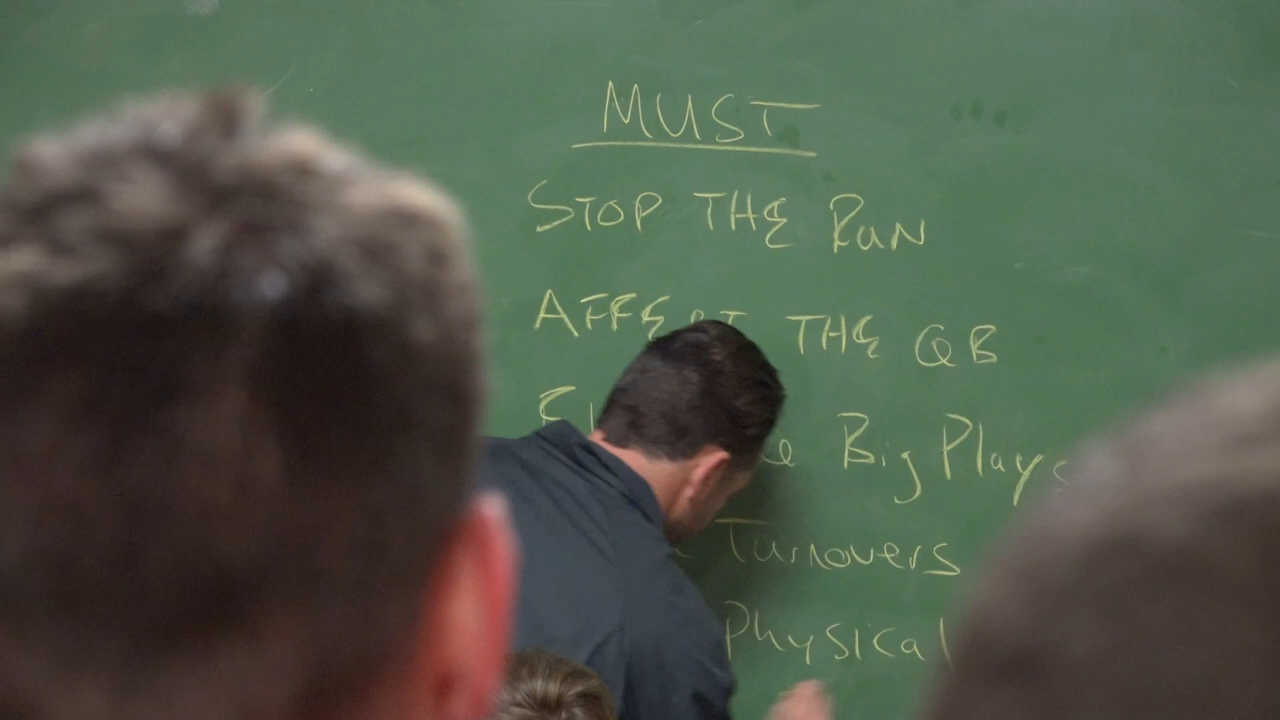 MUST
STOP THE RUN
THE QB
Big Plays
Turnovers
Physical